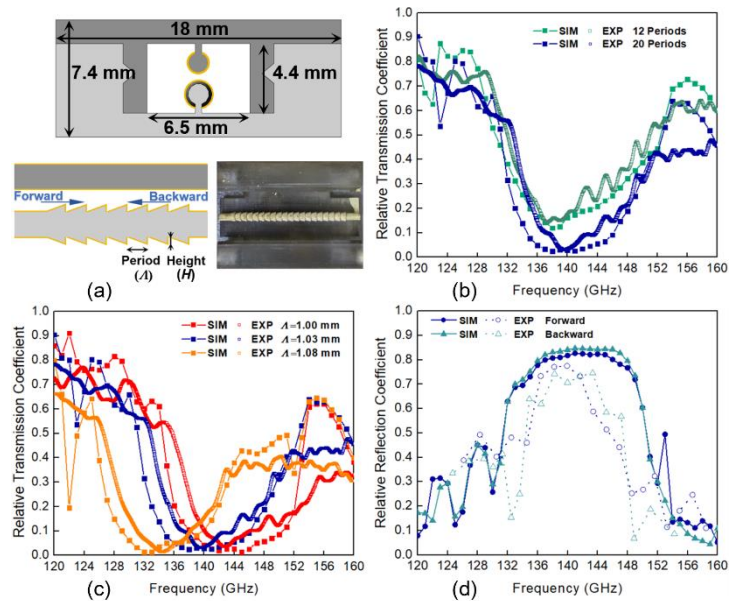 18 mm
7.4 mm
4.4 mm
6.5 mm
Forward
Backward
Period
(Λ)
Height
(H)
(a)
Relative Transmission Coefficient
1.0
0.9
0.8
0.7
0.6
0.5
0.4
0.3
0.2
0.1
0.0
SIM EXP 12 Periods
SIM EXP 20 Periods
120 124 128 132 136 140 144 148 152 156 160
Frequency (GHz)
(b)
Relative Transmission Coefficient
1.0
0.9
0.8
0.7
0.6
0.5
0.4
0.3
0.2
0.1
0.0
SIM EXP Λ=1.00 mm
SIM EXP Λ=1.03 mm
SIM EXP Λ=1.08 mm
120 124 128 132 136 140 144 148 152 156 160
Frequency (GHz)
(c)
Relative Reflection Coefficient
1.0
0.9
0.8
0.7
0.6
0.5
0.4
0.3
0.2
0.1
0.0
SIM EXP Forward
SIM EXP Backward
120 124 128 132 136 140 144 148 152 156 160
Frequency (GHz)
(d)